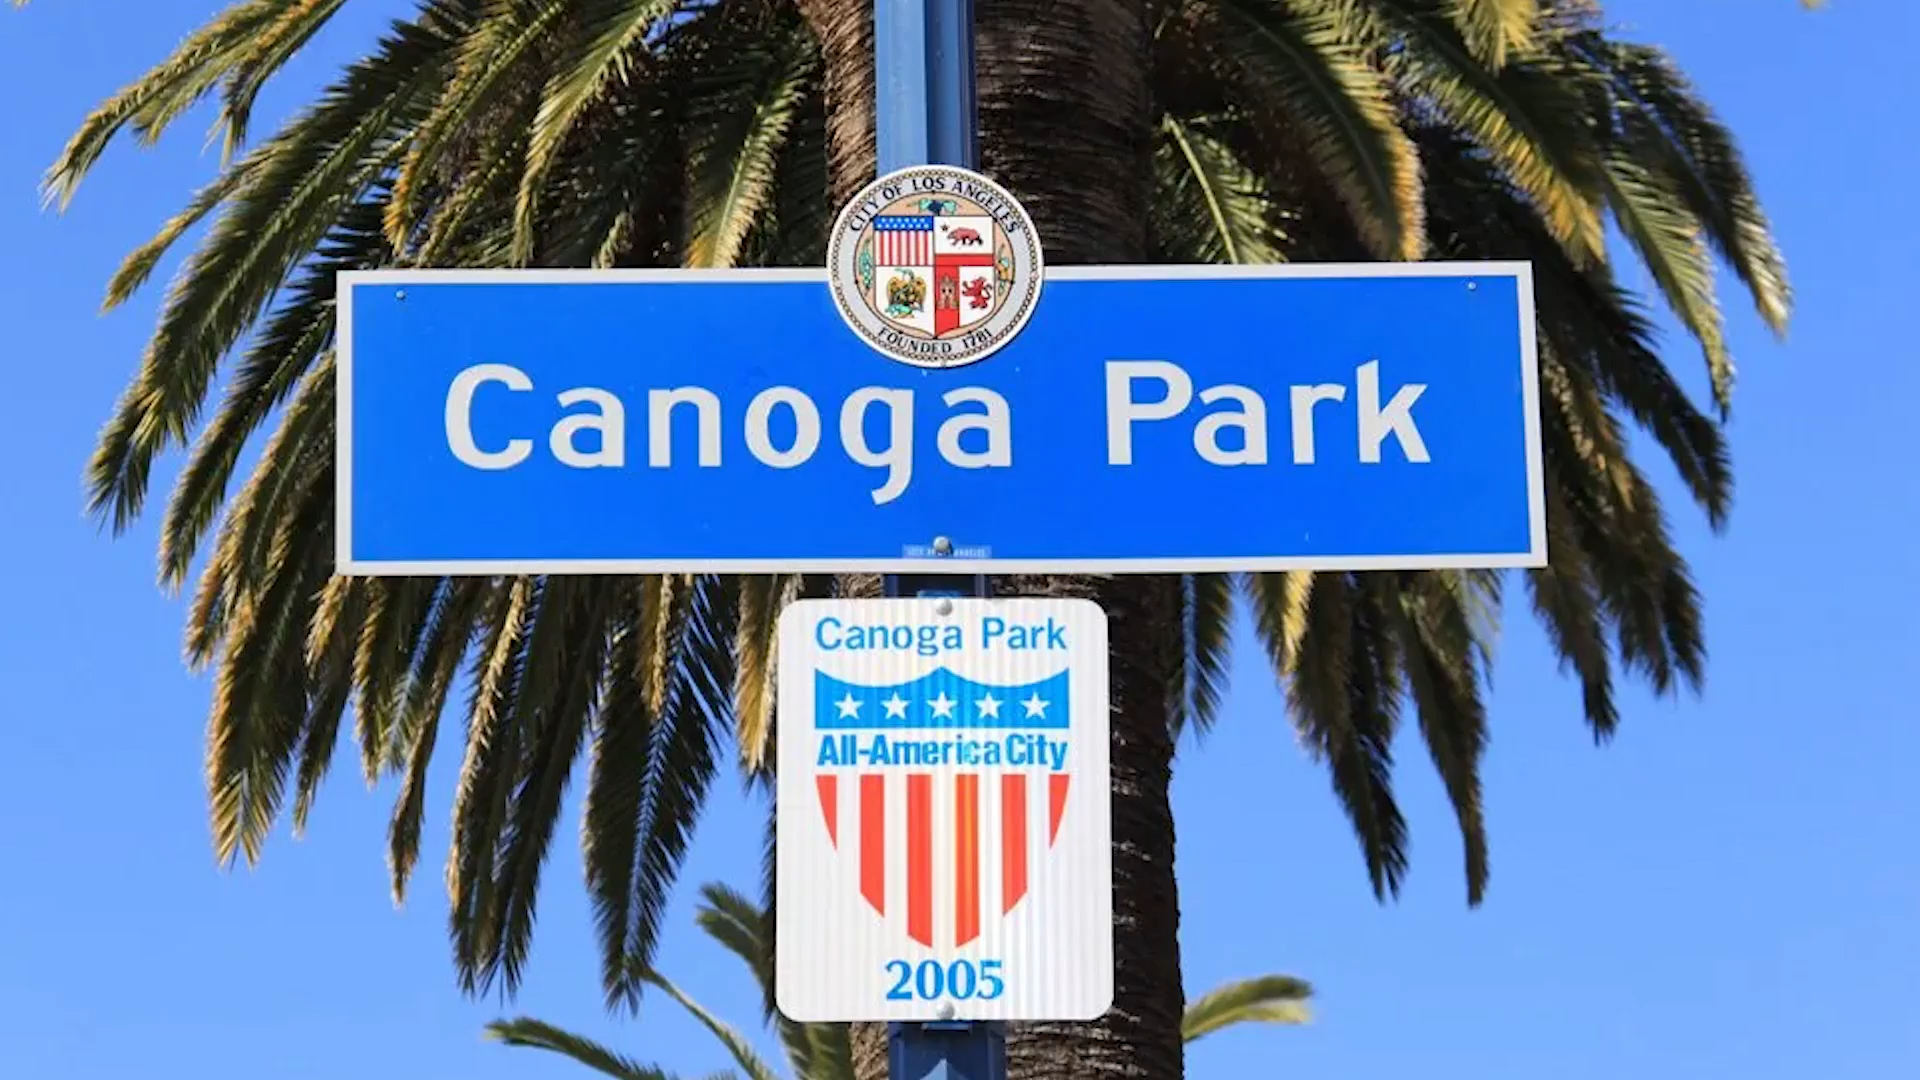 CITY OF LOS ANGELES
FOUNDED 1781
Canoga Park
Canoga Park
All-America City
2005